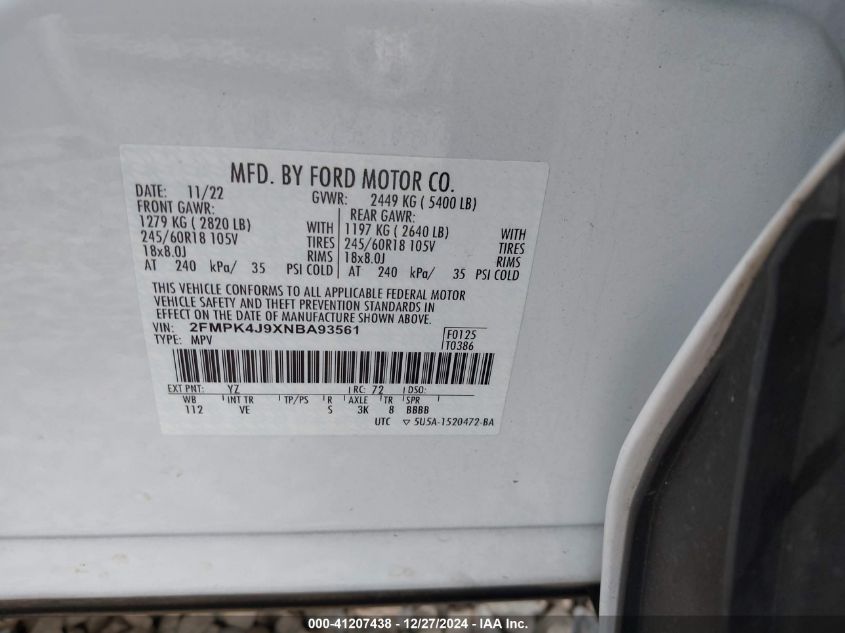 MFD. BY FORD MOTOR CO.
DATE: 11/22 GVWR: 2449 KG ( 5400 LB)
FRONT GAWR: REAR GAWR:
1279 KG ( 2820 LB) WITH 1197 KG ( 2640 LB) WITH
245/60R18 105V TIRES 245/60R18 105V TIRES
18x8.0J RIMS 18x8.0J RIMS
AT 240 kPa/ 35 PSI COLD AT 240 kPa/ 35 PSI COLD
THIS VEHICLE CONFORMS TO ALL APPLICABLE FEDERAL MOTOR
VEHICLE SAFETY AND THEFT PREVENTION STANDARDS IN
EFFECT ON THE DATE OF MANUFACTURE SHOWN ABOVE.
VIN: 2FMPK4J9XNBA93561 F0125
TYPE: MPV T0386
EXT PNT: YZ RC: 72 DSO:
WB INT TR TP/PS R AXLE TR SPR
112 VE S 3K 8 BBBB
UTC ▽ 5U5A-1520472-BA
000-41207438 - 12/27/2024 - IAA Inc.